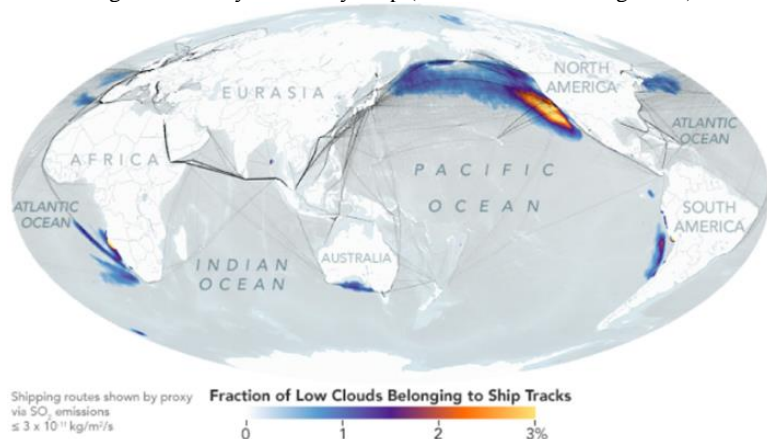 EURASIA
NORTH
AMERICA
ATLANTIC
OCEAN
AFRICA
PACIFIC
OCEAN
ATLANTIC
OCEAN
SOUTH
AMERICA
INDIAN
OCEAN
AUSTRALIA
Shipping routes shown by proxy
via SO₂ emissions
≤ 3 x 10⁻¹¹ kg/m²/s
Fraction of Low Clouds Belonging to Ship Tracks
0 1 2 3%